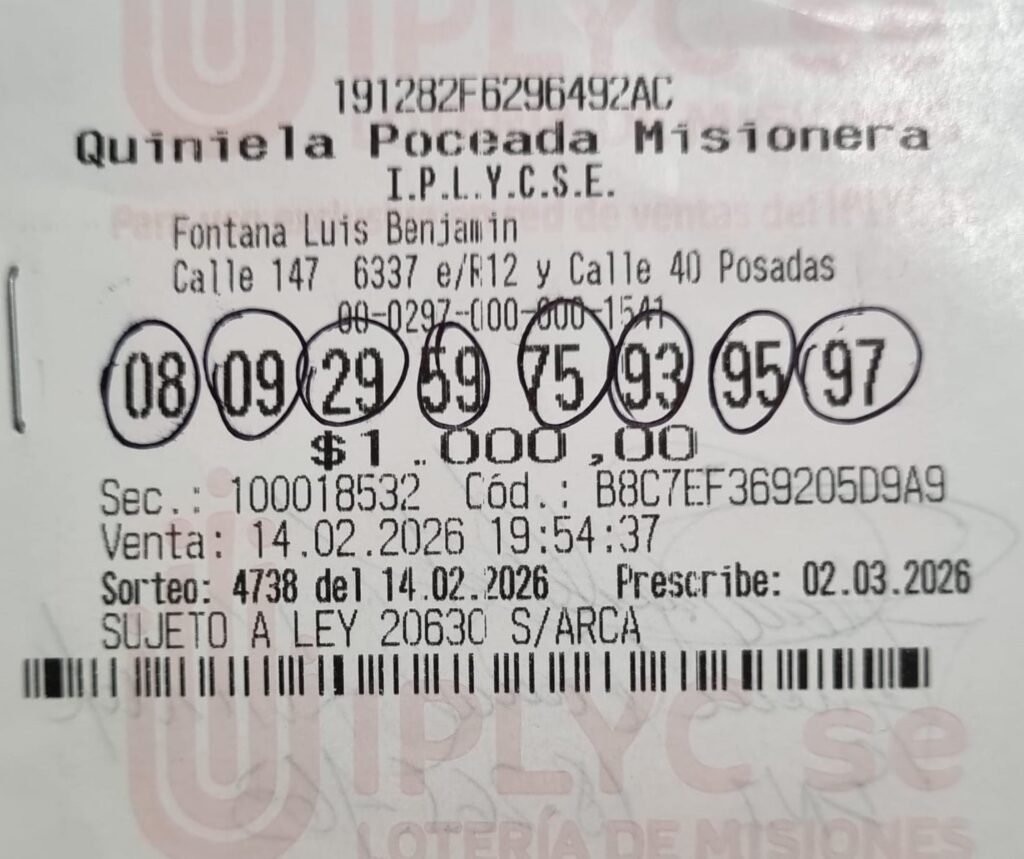 191282F6296492AC
Quiniela Poceada Misionera
I.P.L.Y.C.S.E.
Fontana Luis Benjamin
Calle 147 6337 e/R12 y Calle 40 Posadas
00-0297-000-000-1541
08 09 29 59 75 93 95 97
$1.000,00
Sec.: 100018532 Cód.: B8C7EF369205D9A9
Venta: 14.02.2026 19:54:37
Sorteo: 4738 del 14.02.2026 Prescribe: 02.03.2026
SUJETO A LEY 20630 S/ARCA
IPLYC se
LOTERÍA DE MISIONES